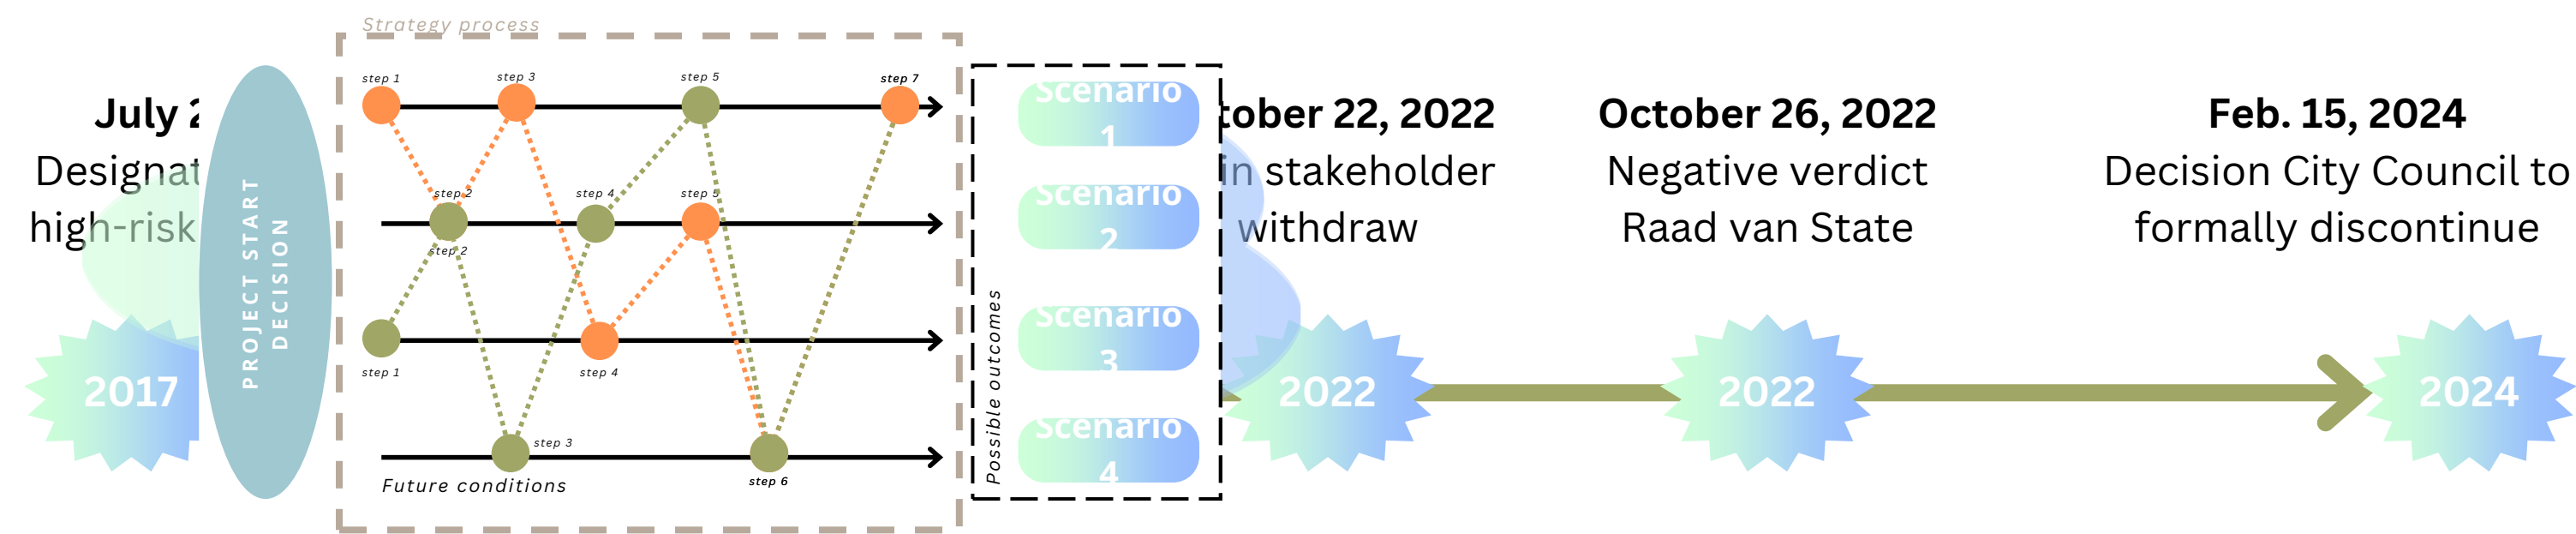 Strategy process
step 1
step 3
step 5
step 7
July 2
Designat
high-risk
PROJECT START
DECISION
2017
step 2
step 4
step 5
step 2
step 1
step 4
step 3
step 6
Future conditions
Possible outcomes
Scenario
1
Scenario
2
Scenario
3
Scenario
4
tober 22, 2022
in stakeholder
withdraw
2022
October 26, 2022
Negative verdict
Raad van State
2022
Feb. 15, 2024
Decision City Council to
formally discontinue
2024